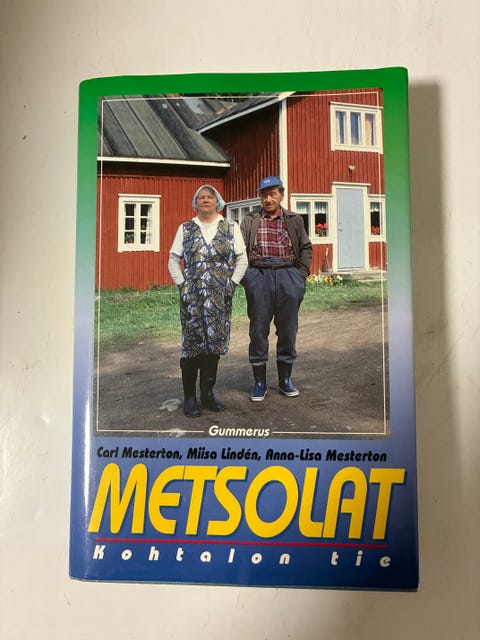 Gummerus
Carl Mesterton, Miisa Lindén, Anna-Lisa Mesterton
METSOLAT
Kohtalon tie